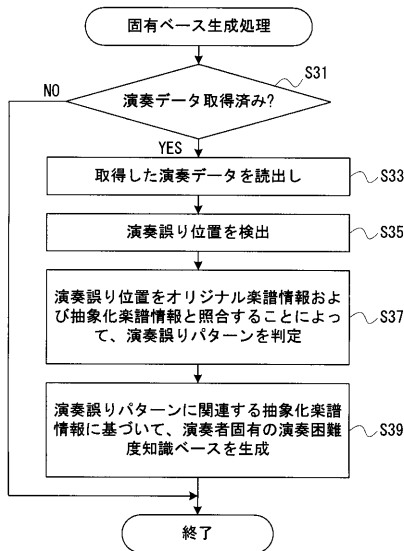 固有ベース生成処理
S31
NO
演奏データ取得済み?
YES
取得した演奏データを読出し
S33
演奏誤り位置を検出
S35
演奏誤り位置をオリジナル楽譜情報およ
び抽象化楽譜情報と照合することによっ
て、演奏誤りパターンを判定
S37
演奏誤りパターンに関連する抽象化楽譜
情報に基づいて、演奏者固有の演奏困難
度知識ベースを生成
S39
終了